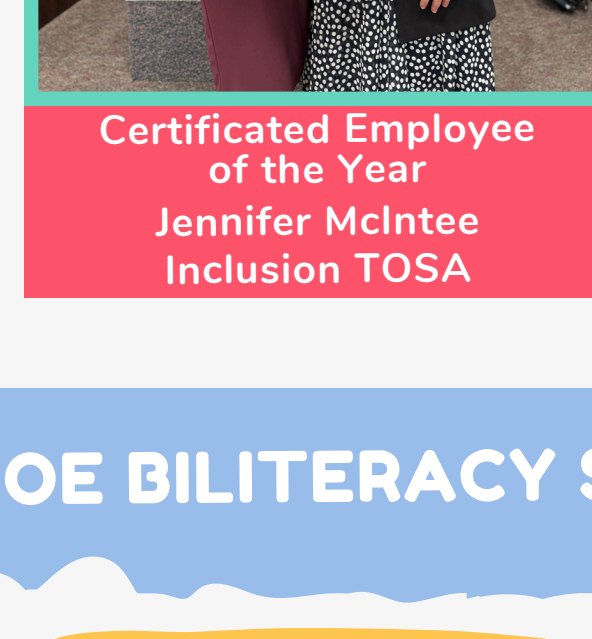 Certificated Employee
of the Year
Jennifer McIntee
Inclusion TOSA
OE BILITERACY